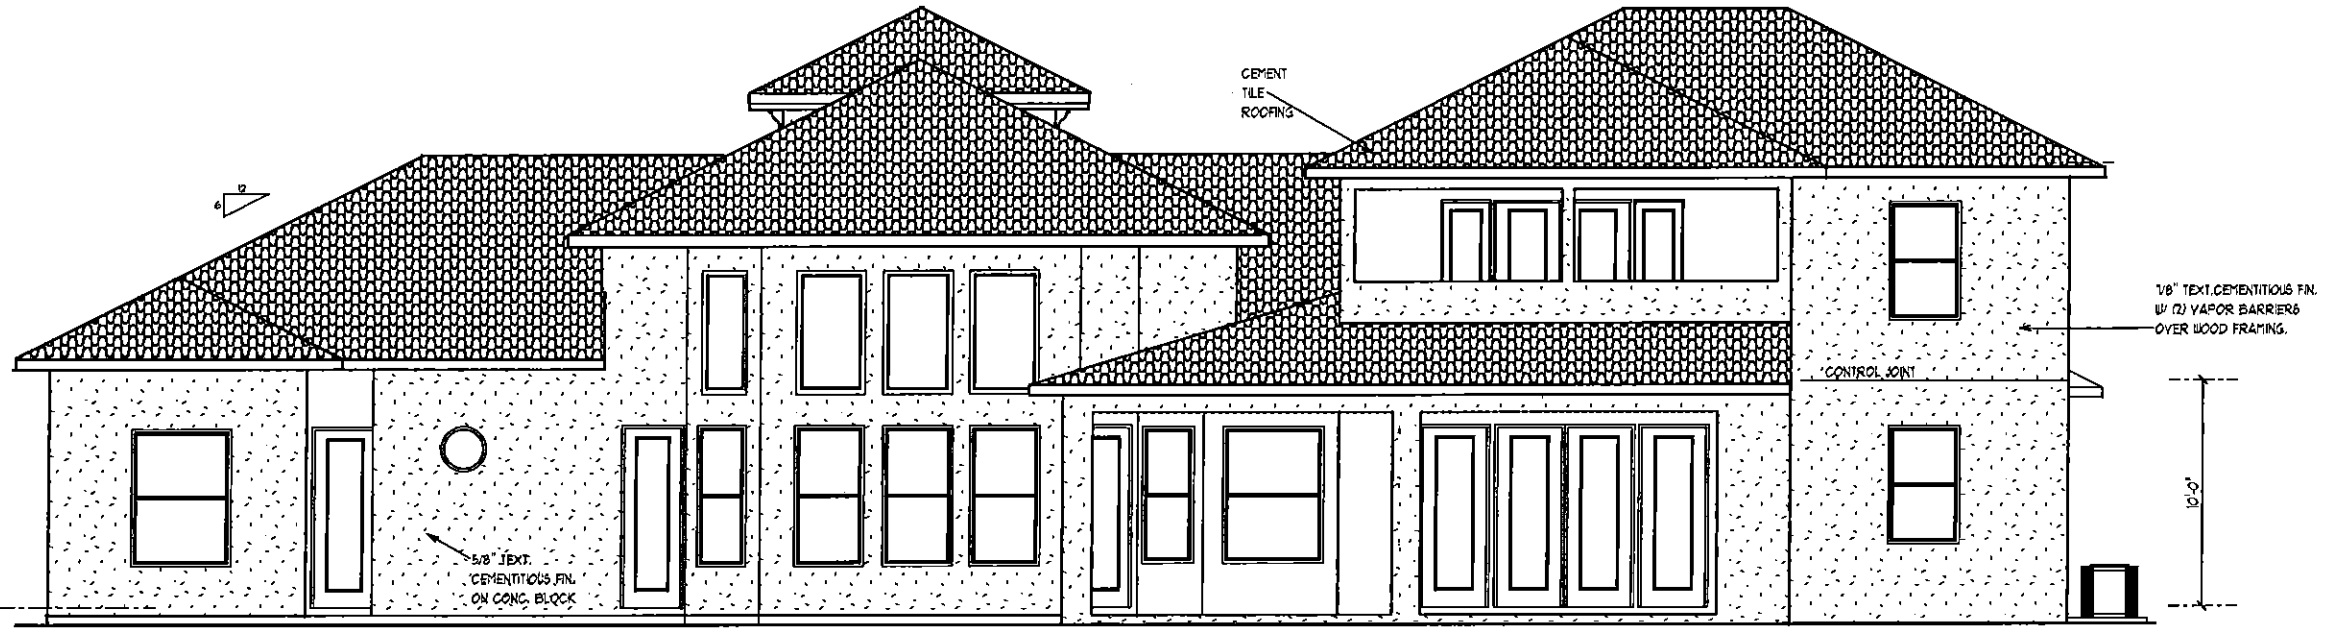 CEMENT
TILE
ROOFING
12
6
7/8" TEXT.CEMENTITIOUS FIN.
W/ (2) VAPOR BARRIERS
OVER WOOD FRAMING.
CONTROL JOINT
10'-0"
5/8" TEXT.
CEMENTITIOUS FIN.
ON CONC. BLOCK